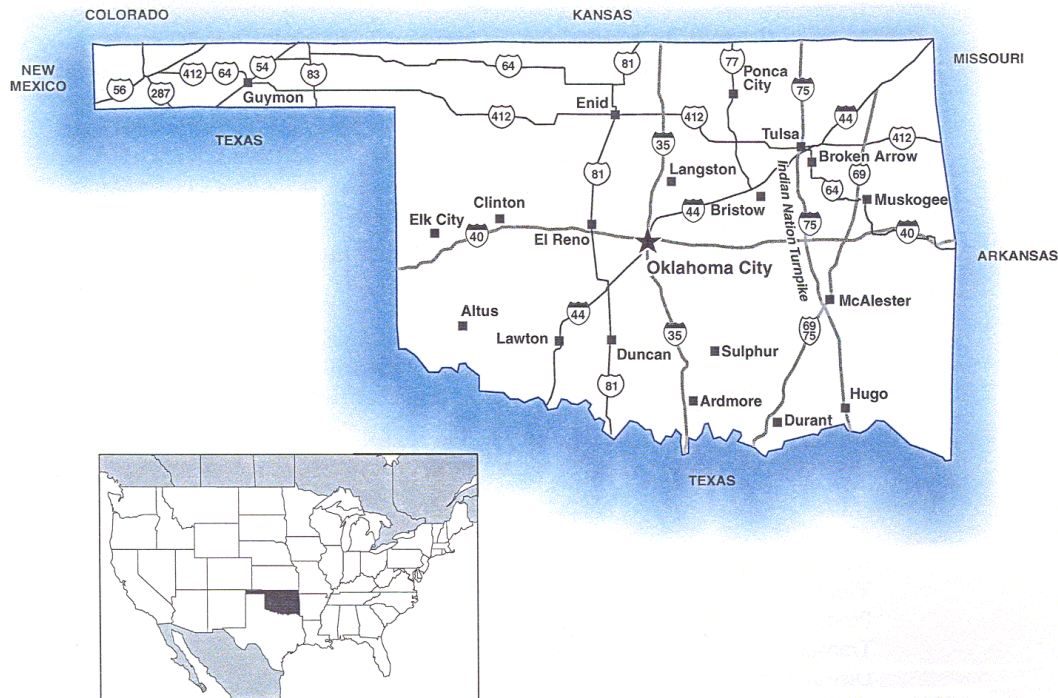 COLORADO
KANSAS
NEW
MEXICO
MISSOURI
56
412
64
287
54
83
Guymon
64
81
77
Ponca
City
75
44
TEXAS
Enid
412
412
35
Tulsa
412
Broken Arrow
69
81
Langston
64
Muskogee
Indian Nation Turnpike
44
Bristow
75
40
Clinton
Elk City
40
El Reno
Oklahoma City
ARKANSAS
McAlester
Altus
44
Lawton
35
69
75
Duncan
Sulphur
81
Ardmore
Hugo
Durant
TEXAS